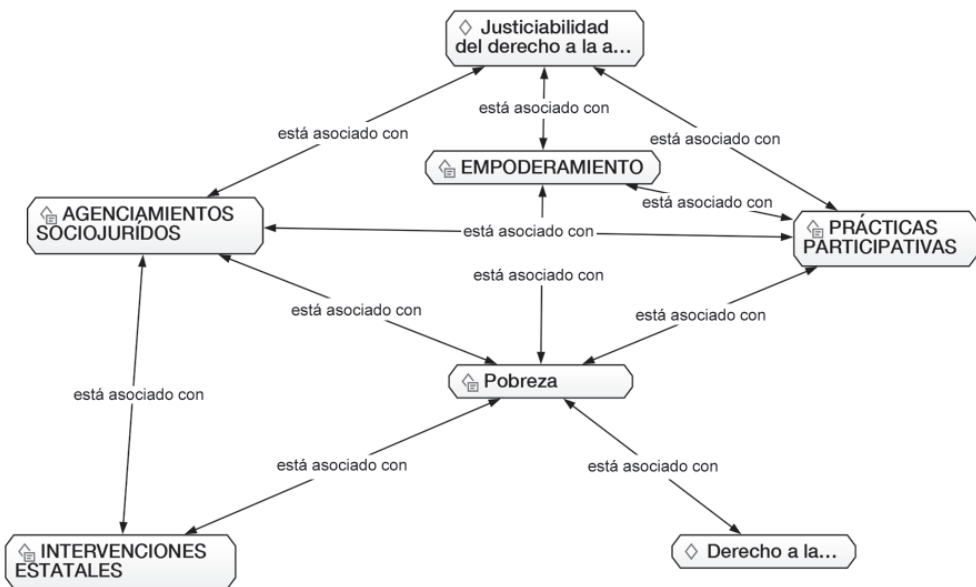 Justiciabilidad
del derecho a la a...
está asociado con
está asociado con
está asociado con
EMPODERAMIENTO
está asociado con
AGENCIAMIENTOS
SOCIOJURÍDOS
está asociado con
PRÁCTICAS
PARTICIPATIVAS
está asociado con
está asociado con
está asociado con
Pobreza
está asociado con
está asociado con
está asociado con
INTERVENCIONES
ESTATALES
Derecho a la...